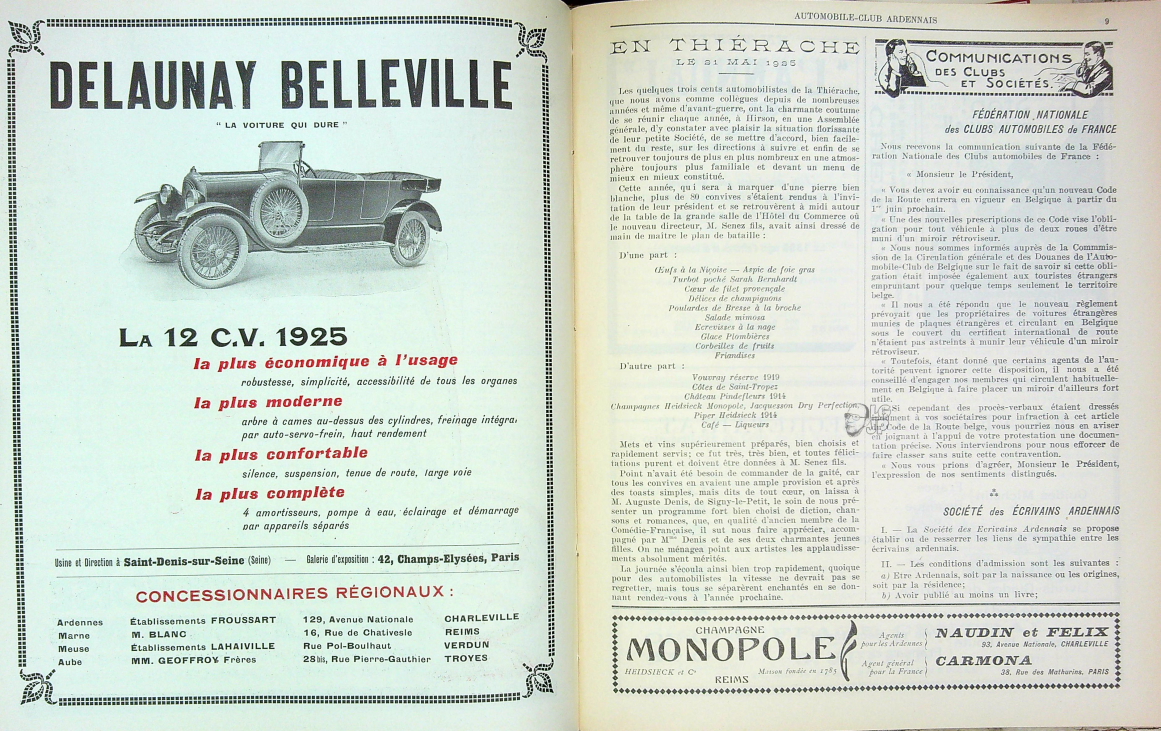 DELAUNAY BELLEVILLE
" LA VOITURE QUI DURE "
LA 12 C.V. 1925
la plus économique à l'usage
robustesse, simplicité, accessibilité de tous les organes
la plus moderne
arbre à cames au-dessus des cylindres, freinage intégra,
par auto-servo-frein, haut rendement
la plus confortable
silence, suspension, tenue de route, large voie
la plus complète
4 amortisseurs, pompe à eau, éclairage et démarrage
par appareils séparés
Usine et Direction à Saint-Denis-sur-Seine (Seine) — Galerie d'exposition : 42, Champs-Elysées, Paris
CONCESSIONNAIRES RÉGIONAUX :
Ardennes Établissements FROUSSART 129, Avenue Nationale CHARLEVILLE
Marne M. BLANC 16, Rue de Chativesle REIMS
Meuse Établissements LAHAIVILLE Rue Pol-Boulhaut VERDUN
Aube MM. GEOFFROY Frères 28bis, Rue Pierre-Gauthier TROYES
AUTOMOBILE-CLUB ARDENNAIS 9
EN THIÉRACHE
LE 21 MAI 1925
Les quelques trois cents automobilistes de la Thiérache,
que nous avons comme collègues depuis de nombreuses
années et même d'avant-guerre, ont la charmante coutume
de se réunir chaque année, à Hirson, en une Assemblée
générale, d'y constater avec plaisir la situation florissante
de leur petite Société, de se mettre d'accord, bien facile-
ment du reste, sur les directions à suivre et enfin de se
retrouver toujours de plus en plus nombreux en une atmos-
phère toujours plus familiale et devant un menu de
mieux en mieux constitué.
Cette année, qui sera à marquer d'une pierre bien
blanche, plus de 80 convives s'étaient rendus à l'invi-
tation de leur président et se retrouvèrent à midi autour
de la table de la grande salle de l'Hôtel du Commerce où
le nouveau directeur, M. Senez fils, avait ainsi dressé de
main de maître le plan de bataille :
D'une part :
Œufs à la Niçoise — Aspic de foie gras
Turbot poché Sarah Bernhardt
Cœur de filet provençale
Délices de champignons
Poulardes de Bresse à la broche
Salade mimosa
Ecrevisses à la nage
Glace Plombières
Corbeilles de fruits
Friandises
D'autre part :
Vouvray réserve 1919
Côtes de Saint-Tropez
Château Pindefleurs 1914
Champagnes Heidsieck Monopole, Jacquesson Dry Perfection,
Piper Heidsieck 1914
Café — Liqueurs
Mets et vins supérieurement préparés, bien choisis et
rapidement servis; ce fut très, très bien, et toutes félici-
tations purent et doivent être données à M. Senez fils.
Point n'avait été besoin de commander de la gaité, car
tous les convives en avaient une ample provision et après
des toasts simples, mais dits de tout cœur, on laissa à
M. Auguste Denis, de Signy-le-Petit, le soin de nous pré-
senter un programme fort bien choisi de diction, chan-
sons et romances, que, en qualité d'ancien membre de la
Comédie-Française, il sut nous faire apprécier, accom-
pagné par Mme Denis et de ses deux charmantes jeunes
filles. On ne ménagea point aux artistes les applaudisse-
ments absolument mérités.
La journée s'écoula ainsi bien trop rapidement, quoique
pour des automobilistes la vitesse ne devrait pas se
regretter, mais tous se séparèrent enchantés en se don-
nant rendez-vous à l'année prochaine.
COMMUNICATIONS
DES CLUBS
ET SOCIÉTÉS.
FÉDÉRATION NATIONALE
des CLUBS AUTOMOBILES de FRANCE
Nous recevons la communication suivante de la Fédé-
ration Nationale des Clubs automobiles de France :
« Monsieur le Président,
« Vous devez avoir eu connaissance qu'un nouveau Code
de la Route entrera en vigueur en Belgique à partir du
1er juin prochain.
« Une des nouvelles prescriptions de ce Code vise l'obli-
gation pour tout véhicule à plus de deux roues d'être
muni d'un miroir rétroviseur.
« Nous nous sommes informés auprès de la Commis-
sion de la Circulation générale et des Douanes de l'Auto-
mobile-Club de Belgique sur le fait de savoir si cette obli-
gation était imposée également aux touristes étrangers
empruntant pour quelque temps seulement le territoire
belge.
« Il nous a été répondu que le nouveau règlement
prévoyait que les propriétaires de voitures étrangères
munies de plaques étrangères et circulant en Belgique
sous le couvert du certificat international de route
n'étaient pas astreints à munir leur véhicule d'un miroir
rétroviseur.
« Toutefois, étant donné que certains agents de l'au-
torité peuvent ignorer cette disposition, il nous a été
conseillé d'engager nos membres qui circulent habituelle-
ment en Belgique à faire placer un miroir d'ailleurs fort
utile.
« Si cependant des procès-verbaux étaient dressés
à vos sociétaires pour infraction à cet article
Code de la Route belge, vous pourriez nous en aviser
en joignant à l'appui de votre protestation une documen-
tation précise. Nous interviendrons pour nous efforcer de
faire classer sans suite cette contravention.
« Nous vous prions d'agréer, Monsieur le Président,
l'expression de nos sentiments distingués.
SOCIÉTÉ des ÉCRIVAINS ARDENNAIS
I. — La Société des Ecrivains Ardennais se propose
établir ou de resserrer les liens de sympathie entre les
écrivains ardennais.
II. — Les conditions d'admission sont les suivantes :
a) Etre Ardennais, soit par la naissance ou les origines,
soit par la résidence;
b) Avoir publié au moins un livre;
CHAMPAGNE
MONOPOLE
HEIDSIECK et Co Maison fondée en 1785
REIMS
Agents
pour les Ardennes
NAUDIN et FELIX
93, Avenue Nationale, CHARLEVILLE
Agent général
pour la France
CARMONA
38, Rue des Mathurins, PARIS